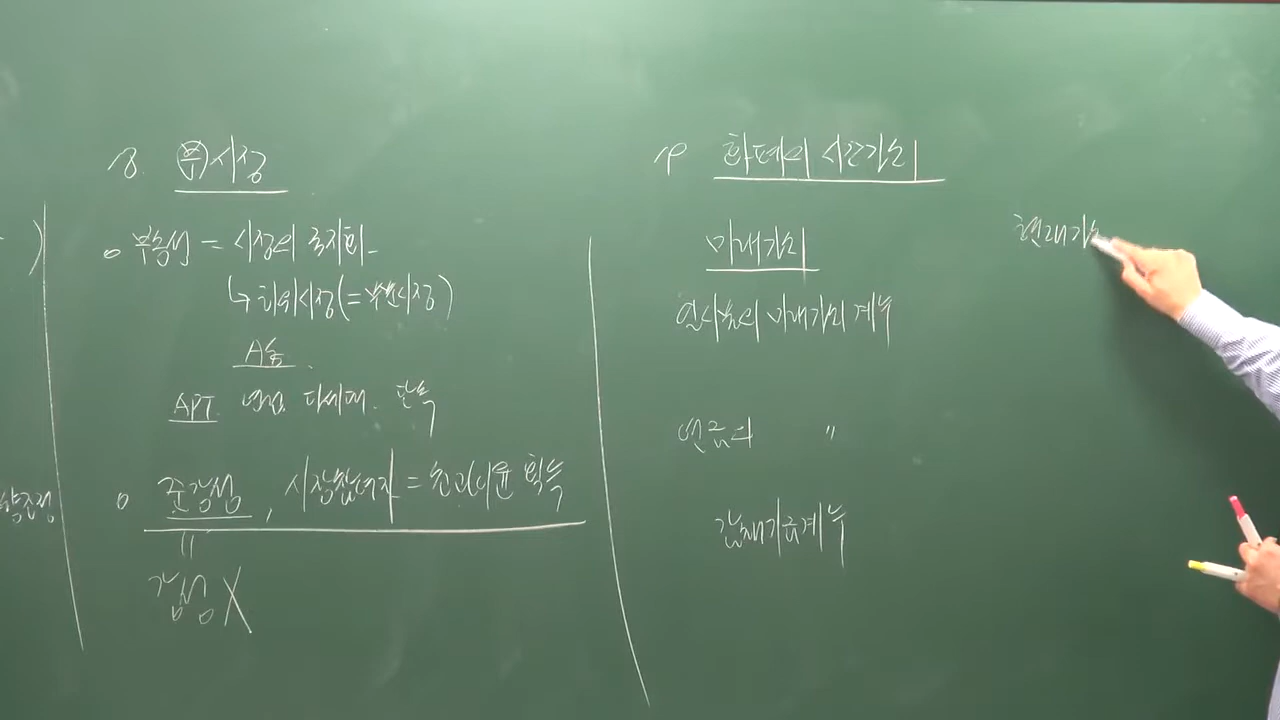 8. 부시장
부동성 = 시장의 국지화
↳ 하위시장(=부분시장)
A동
APT. 다세대. 단독
준강성, 시장참여자 = 초과이윤 획득
"
강성 X
9 화폐의 시간가치
미래가치
현재가치
일시불의 미래가치계수
연금의 "
감채기금계수